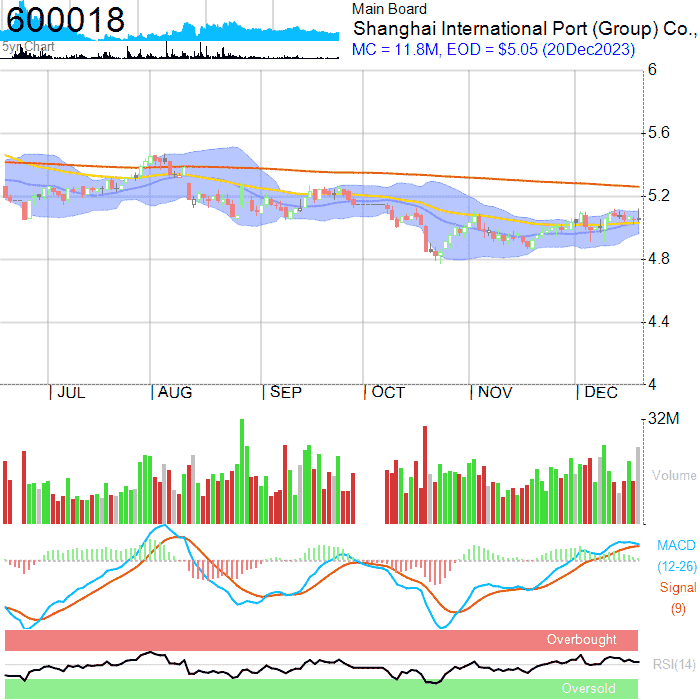 600018
5yr Chart
Main Board
Shanghai International Port (Group) Co.,
MC = 11.8M, EOD = $5.05 (20Dec2023)
6
5.6
5.2
4.8
4.4
4
JUL AUG SEP OCT NOV DEC
32M
Volume
MACD
(12-26)
Signal
(9)
Overbought
RSI(14)
Oversold